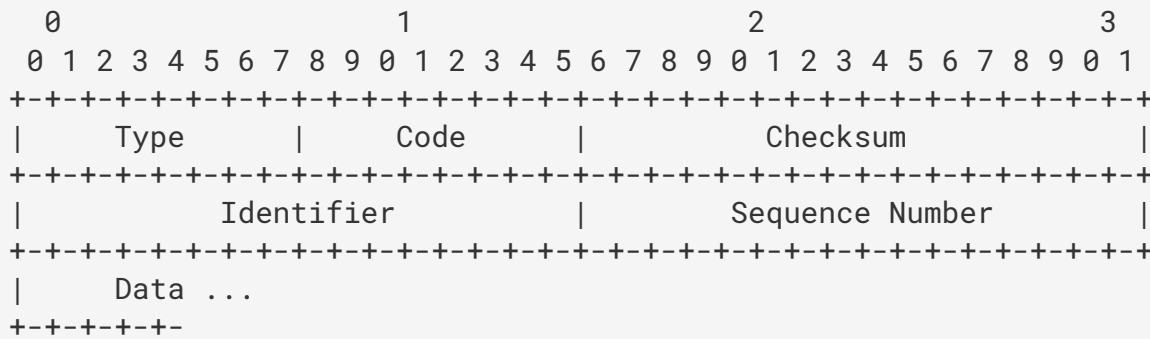 0                   1                   2                   3
 0 1 2 3 4 5 6 7 8 9 0 1 2 3 4 5 6 7 8 9 0 1 2 3 4 5 6 7 8 9 0 1
+-+-+-+-+-+-+-+-+-+-+-+-+-+-+-+-+-+-+-+-+-+-+-+-+-+-+-+-+-+-+-+-+
|     Type      |     Code      |          Checksum             |
+-+-+-+-+-+-+-+-+-+-+-+-+-+-+-+-+-+-+-+-+-+-+-+-+-+-+-+-+-+-+-+-+
|           Identifier          |        Sequence Number        |
+-+-+-+-+-+-+-+-+-+-+-+-+-+-+-+-+-+-+-+-+-+-+-+-+-+-+-+-+-+-+-+-+
|     Data ...
+-+-+-+-+-